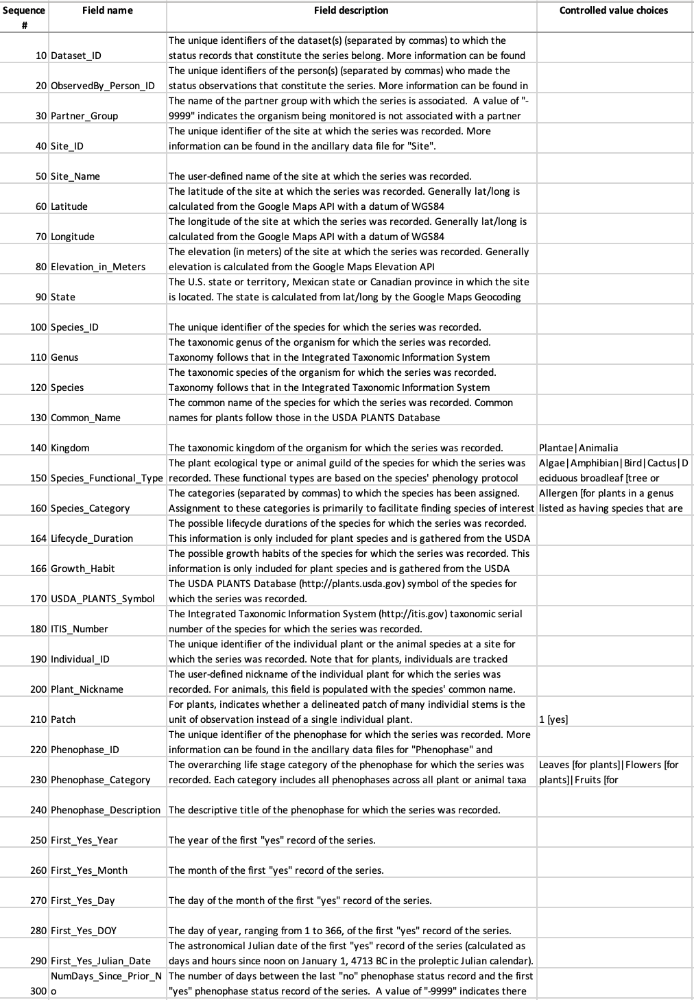 Sequence # Field name Field description Controlled value choices
10 Dataset_ID The unique identifiers of the dataset(s) (separated by commas) to which the
status records that constitute the series belong. More information can be found
20 ObservedBy_Person_ID The unique identifiers of the person(s) (separated by commas) who made the
status observations that constitute the series. More information can be found in
30 Partner_Group The name of the partner group with which the series is associated.  A value of "-
9999" indicates the organism being monitored is not associated with a partner
40 Site_ID The unique identifier of the site at which the series was recorded. More
information can be found in the ancillary data file for "Site".
50 Site_Name The user-defined name of the site at which the series was recorded.
60 Latitude The latitude of the site at which the series was recorded. Generally lat/long is
calculated from the Google Maps API with a datum of WGS84
70 Longitude The longitude of the site at which the series was recorded. Generally lat/long is
calculated from the Google Maps API with a datum of WGS84
80 Elevation_in_Meters The elevation (in meters) of the site at which the series was recorded. Generally
elevation is calculated from the Google Maps Elevation API
90 State The U.S. state or territory, Mexican state or Canadian province in which the site
is located. The state is calculated from lat/long by the Google Maps Geocoding
100 Species_ID The unique identifier of the species for which the series was recorded.
110 Genus The taxonomic genus of the organism for which the series was recorded.
Taxonomy follows that in the Integrated Taxonomic Information System
120 Species The taxonomic species of the organism for which the series was recorded.
Taxonomy follows that in the Integrated Taxonomic Information System
130 Common_Name The common name of the species for which the series was recorded. Common
names for plants follow those in the USDA PLANTS Database
140 Kingdom The taxonomic kingdom of the organism for which the series was recorded. Plantae|Animalia
150 Species_Functional_Type The plant ecological type or animal guild of the species for which the series was
recorded. These functional types are based on the species' phenology protocol
Algae|Amphibian|Bird|Cactus|D
eciduous broadleaf [tree or
160 Species_Category The categories (separated by commas) to which the species has been assigned.
Assignment to these categories is primarily to facilitate finding species of interest
Allergen [for plants in a genus
listed as having species that are
164 Lifecycle_Duration The possible lifecycle durations of the species for which the series was recorded.
This information is only included for plant species and is gathered from the USDA
166 Growth_Habit The possible growth habits of the species for which the series was recorded. This
information is only included for plant species and is gathered from the USDA
170 USDA_PLANTS_Symbol The USDA PLANTS Database (http://plants.usda.gov) symbol of the species for
which the series was recorded.
180 ITIS_Number The Integrated Taxonomic Information System (http://itis.gov) taxonomic serial
number of the species for which the series was recorded.
190 Individual_ID The unique identifier of the individual plant or the animal species at a site for
which the series was recorded. Note that for plants, individuals are tracked
200 Plant_Nickname The user-defined nickname of the individual plant for which the series was
recorded. For animals, this field is populated with the species' common name.
210 Patch For plants, indicates whether a delineated patch of many individial stems is the
unit of observation instead of a single individual plant. 1 [yes]
220 Phenophase_ID The unique identifier of the phenophase for which the series was recorded. More
information can be found in the ancillary data files for "Phenophase" and
230 Phenophase_Category The overarching life stage category of the phenophase for which the series was
recorded. Each category includes all phenophases across all plant or animal taxa
Leaves [for plants]|Flowers [for
plants]|Fruits [for
240 Phenophase_Description The descriptive title of the phenophase for which the series was recorded.
250 First_Yes_Year The year of the first "yes" record of the series.
260 First_Yes_Month The month of the first "yes" record of the series.
270 First_Yes_Day The day of the month of the first "yes" record of the series.
280 First_Yes_DOY The day of year, ranging from 1 to 366, of the first "yes" record of the series.
290 First_Yes_Julian_Date The astronomical Julian date of the first "yes" record of the series (calculated as
days and hours since noon on January 1, 4713 BC in the proleptic Julian calendar).
300 NumDays_Since_Prior_N
o
The number of days between the last "no" phenophase status record and the first
"yes" phenophase status record of the series.  A value of "-9999" indicates there